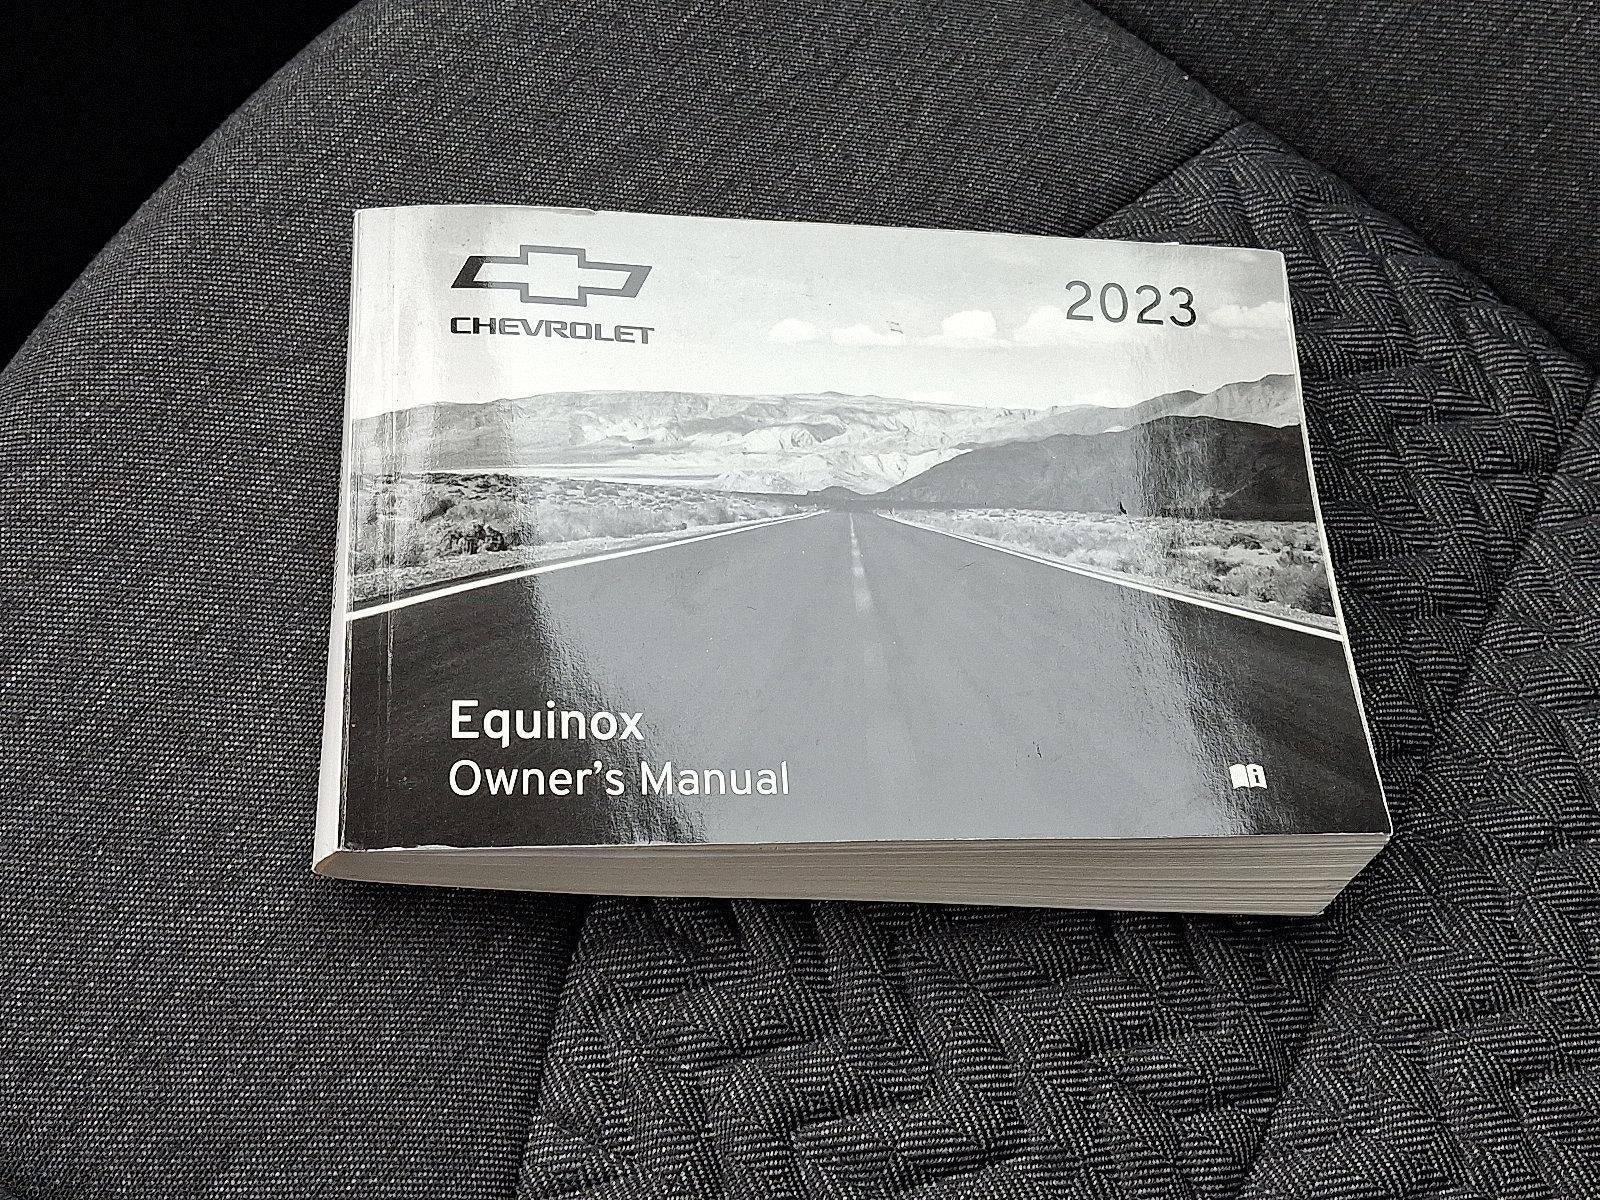 CHEVROLET
2023
Equinox
Owner's Manual